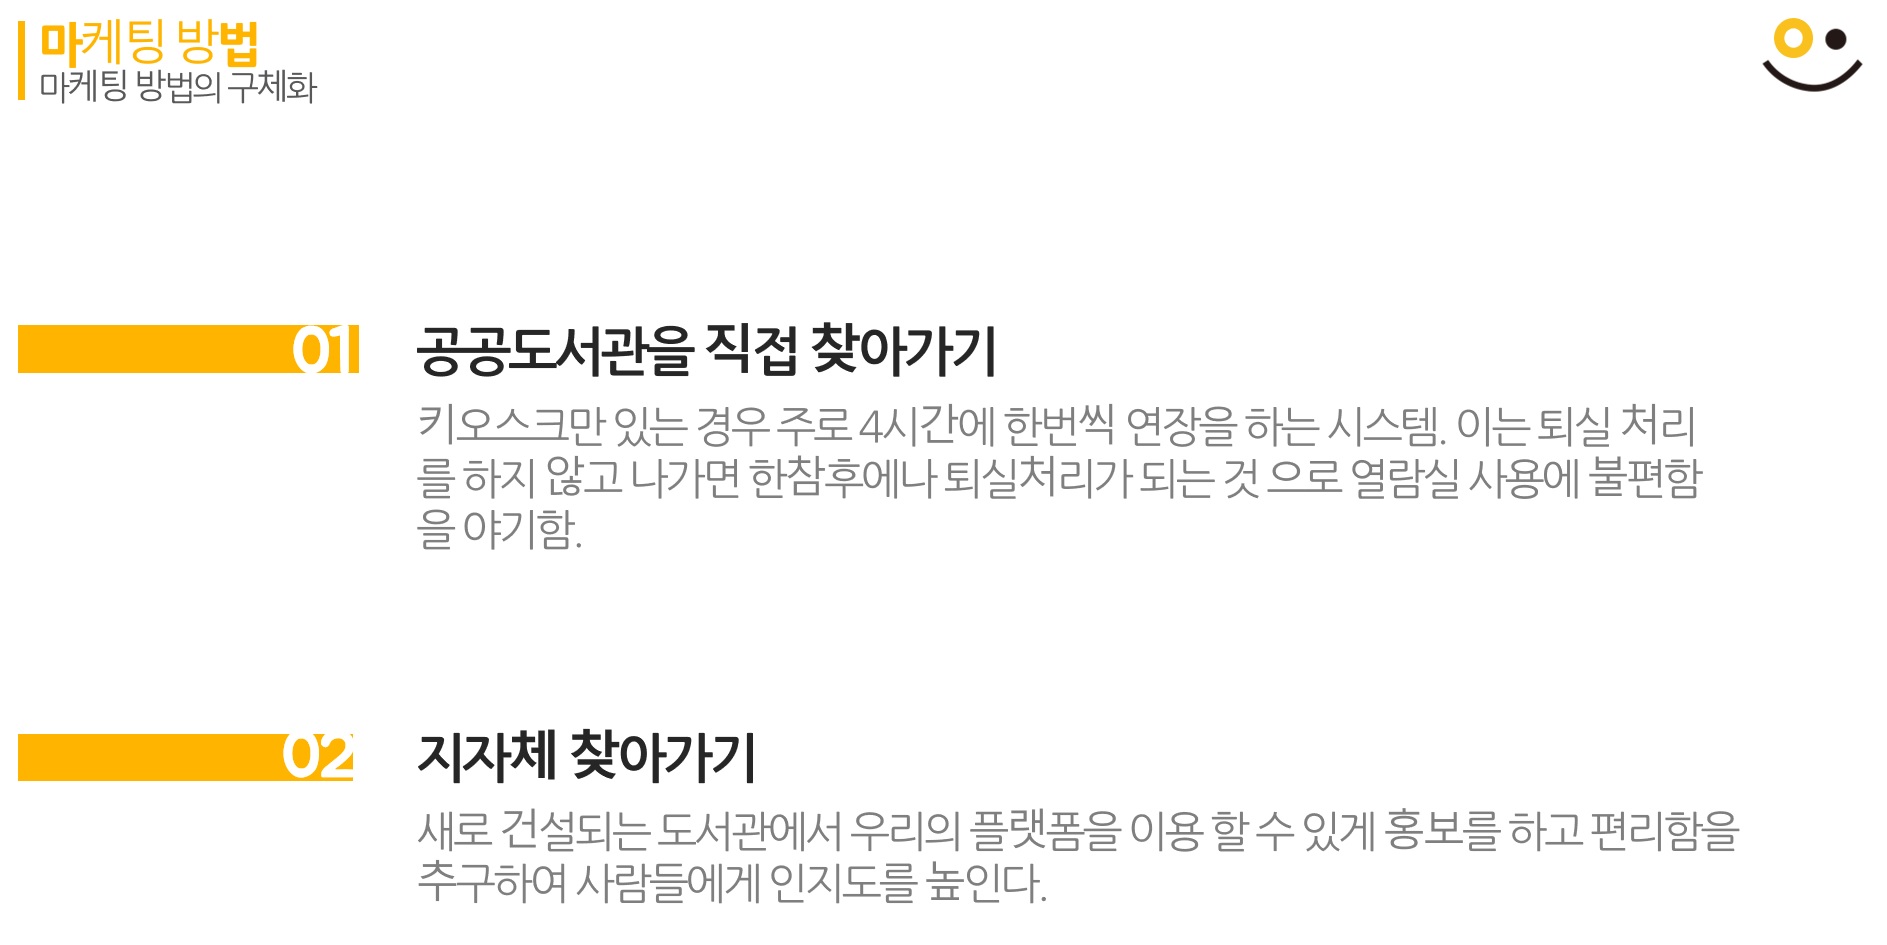 마케팅 방법
마케팅 방법의 구체화
01
공공도서관을 직접 찾아가기
키오스크만 있는 경우 주로 4시간에 한번씩 연장을 하는 시스템. 이는 퇴실 처리
를 하지 않고 나가면 한참후에나 퇴실처리가 되는 것 으로 열람실 사용에 불편함
을 야기함.
02
지자체 찾아가기
새로 건설되는 도서관에서 우리의 플랫폼을 이용 할 수 있게 홍보를 하고 편리함을
추구하여 사람들에게 인지도를 높인다.